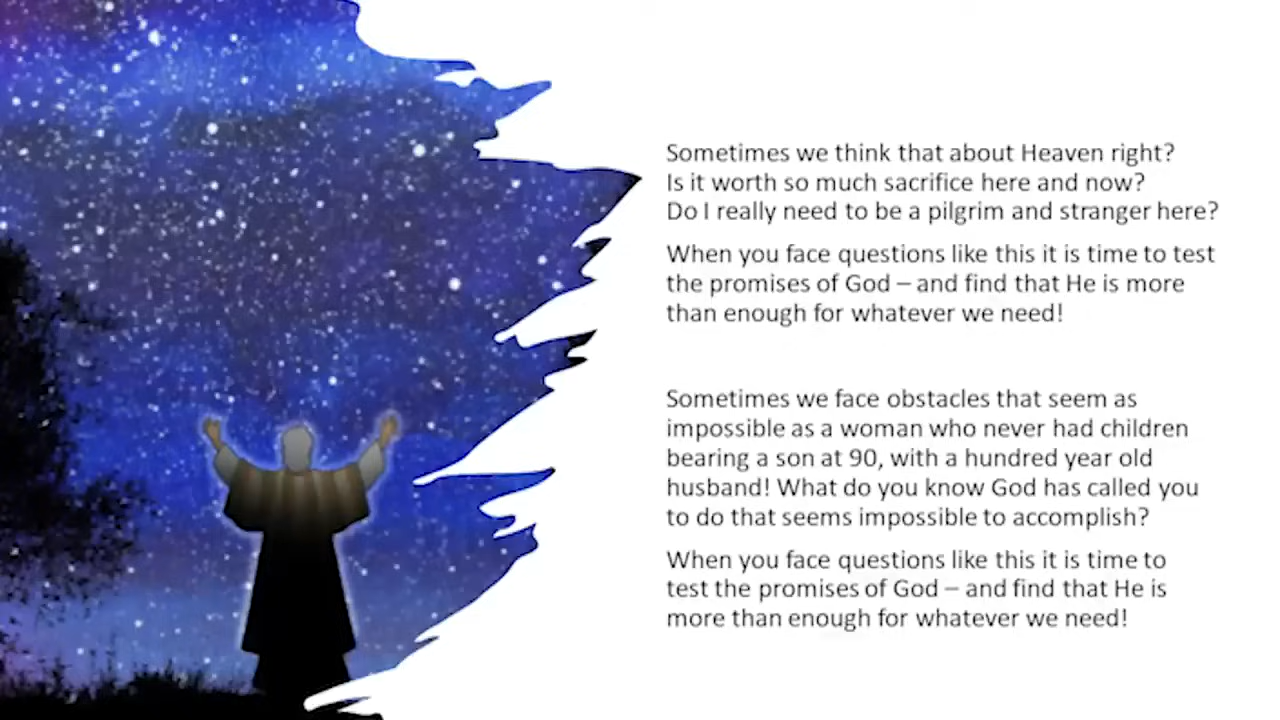 Sometimes we think that about Heaven right?
Is it worth so much sacrifice here and now?
Do I really need to be a pilgrim and stranger here?
When you face questions like this it is time to test
the promises of God – and find that He is more
than enough for whatever we need!
Sometimes we face obstacles that seem as
impossible as a woman who never had children
bearing a son at 90, with a hundred year old
husband! What do you know God has called you
to do that seems impossible to accomplish?
When you face questions like this it is time to
test the promises of God – and find that He is
more than enough for whatever we need!